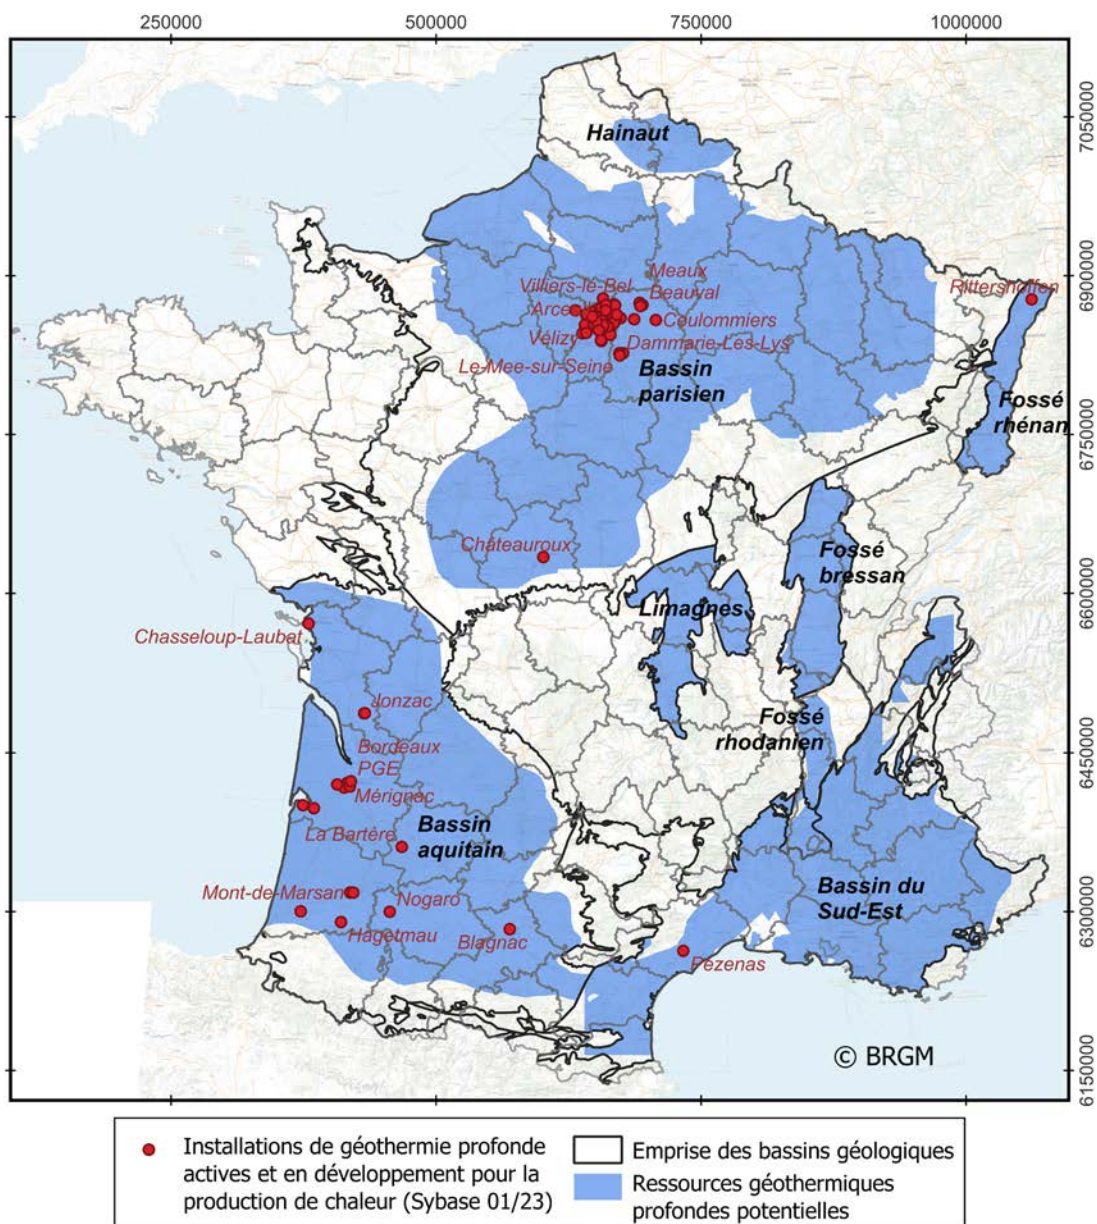 250000
500000
750000
1000000
7050000
6900000
6750000
6600000
6450000
6300000
6150000
Hainaut
Meaux
Villiers-le-Bel
Beauval
Rittershoffen
Coulommiers
Vélizy
Dammarie-Les-Lys
Le-Mee-sur-Seine
Bassin
parisien
Fossé
rhénan
Châteauroux
Fossé
bressan
Limagnes
Chasseloup-Laubat
Jonzac
Fossé
rhodanien
Bordeaux
PGE
Mérignac
La Bartère
Bassin
aquitain
Mont-de-Marsan
Nogaro
Bassin du
Sud-Est
Hagetmau
Blagnac
Pézenas
© BRGM
Installations de géothermie profonde
actives et en développement pour la
production de chaleur (Sybase 01/23)
Emprise des bassins géologiques
Ressources géothermiques
profondes potentielles